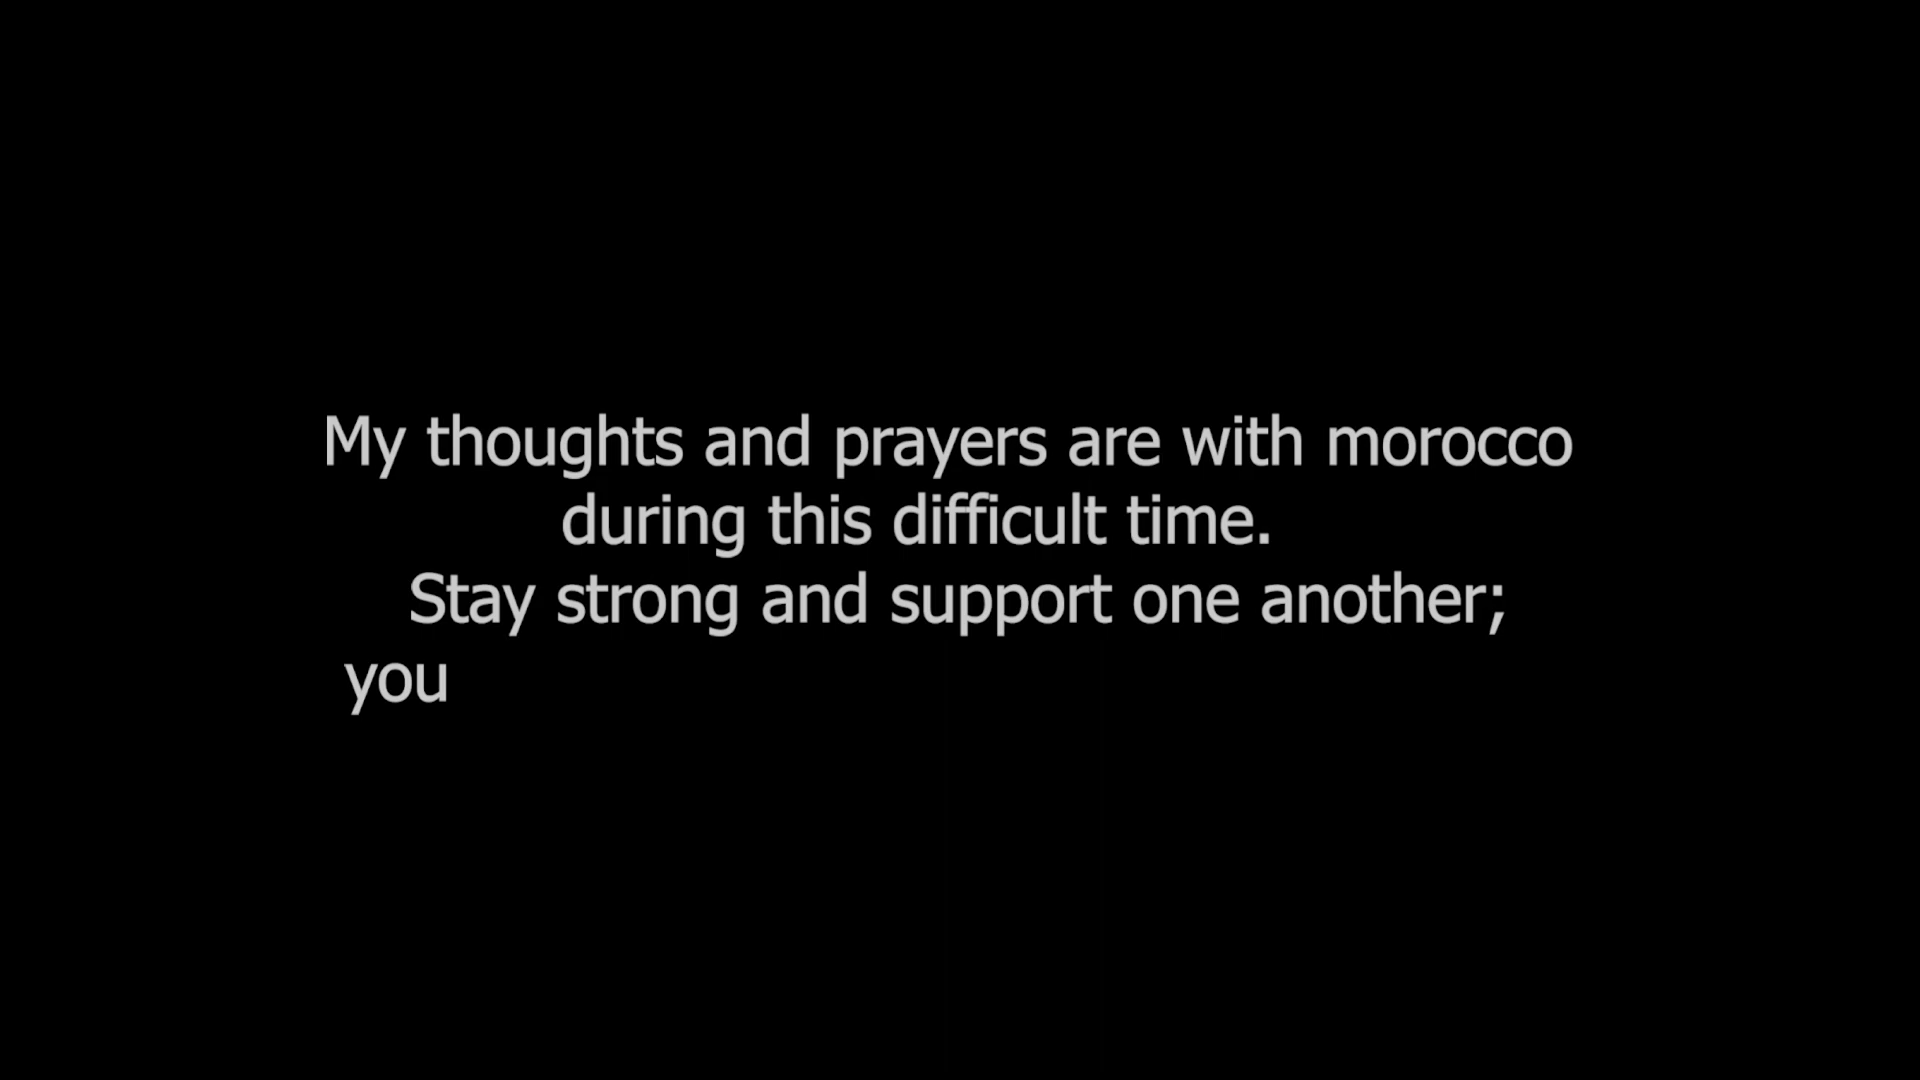 My thoughts and prayers are with morocco
during this difficult time.
Stay strong and support one another;
you